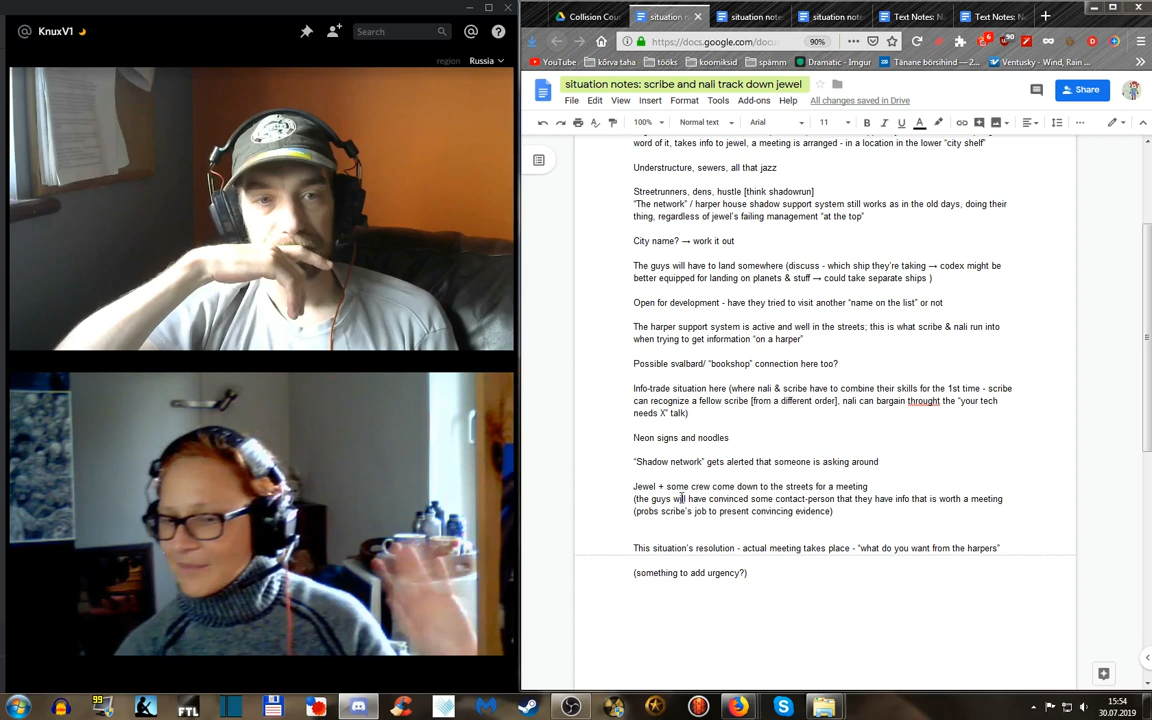 KnuxV1
Search
region Russia
Collision Cou
situation n
situation note
situation note
Text Notes: N
Text Notes: N
https://docs.google.com/docu
90%
YouTube
kõrva taha
tööks
koomiksid
spämm
Dramatic - Imgur
Tänane börsihind — 2...
Ventusky - Wind, Rain ...
situation notes: scribe and nali track down jewel
File Edit View Insert Format Tools Add-ons Help All changes saved in Drive
Share
100% Normal text Arial 11
word of it, takes info to jewel, a meeting is arranged - in a location in the lower “city shelf”
Understructure, sewers, all that jazz
Streetrunners, dens, hustle [think shadowrun]
“The network” / harper house shadow support system still works as in the old days, doing their
thing, regardless of jewel’s failing management “at the top”
City name? → work it out
The guys will have to land somewhere (discuss - which ship they’re taking → codex might be
better equipped for landing on planets & stuff → could take separate ships )
Open for development - have they tried to visit another “name on the list” or not
The harper support system is active and well in the streets; this is what scribe & nali run into
when trying to get information “on a harper”
Possible svalbard/ “bookshop” connection here too?
Info-trade situation here (where nali & scribe have to combine their skills for the 1st time - scribe
can recognize a fellow scribe [from a different order], nali can bargain throught the “your tech
needs X” talk)
Neon signs and noodles
“Shadow network” gets alerted that someone is asking around
Jewel + some crew come down to the streets for a meeting
(the guys will have convinced some contact-person that they have info that is worth a meeting
(probs scribe’s job to present convincing evidence)
This situation’s resolution - actual meeting takes place - “what do you want from the harpers”
(something to add urgency?)
99
FTL
15:54
30.07.2019